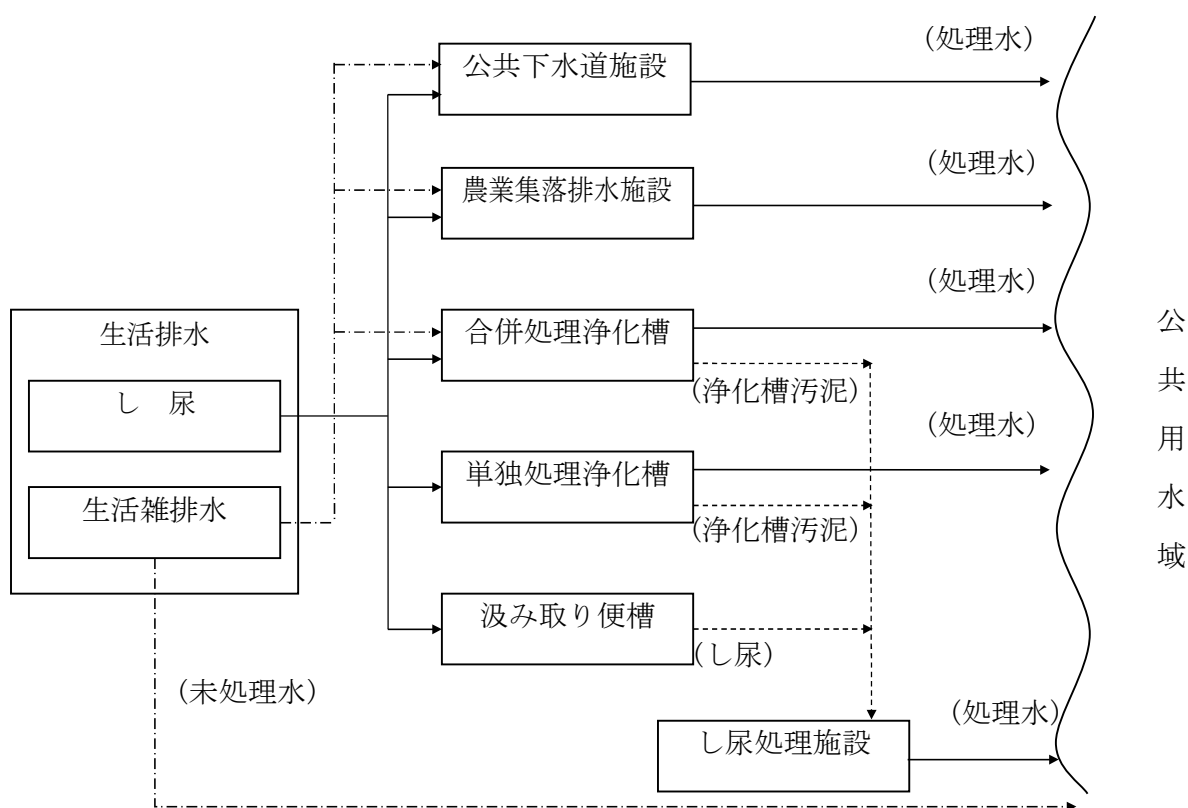 (処理水)
公共下水道施設
(処理水)
農業集落排水施設
(処理水)
合併処理浄化槽
(浄化槽汚泥)
生活排水
し　尿
生活雑排水
(処理水)
単独処理浄化槽
(浄化槽汚泥)
汲み取り便槽
(し尿)
(未処理水)
(処理水)
し尿処理施設
公
共
用
水
域